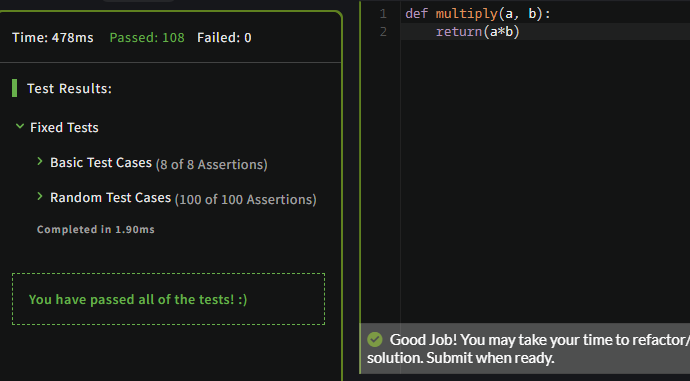 Time: 478ms Passed: 108 Failed: 0
Test Results:
Fixed Tests
Basic Test Cases (8 of 8 Assertions)
Random Test Cases (100 of 100 Assertions)
Completed in 1.90ms
You have passed all of the tests! :)
1 def multiply(a, b):
2     return(a*b)
Good Job! You may take your time to refactor/
solution. Submit when ready.